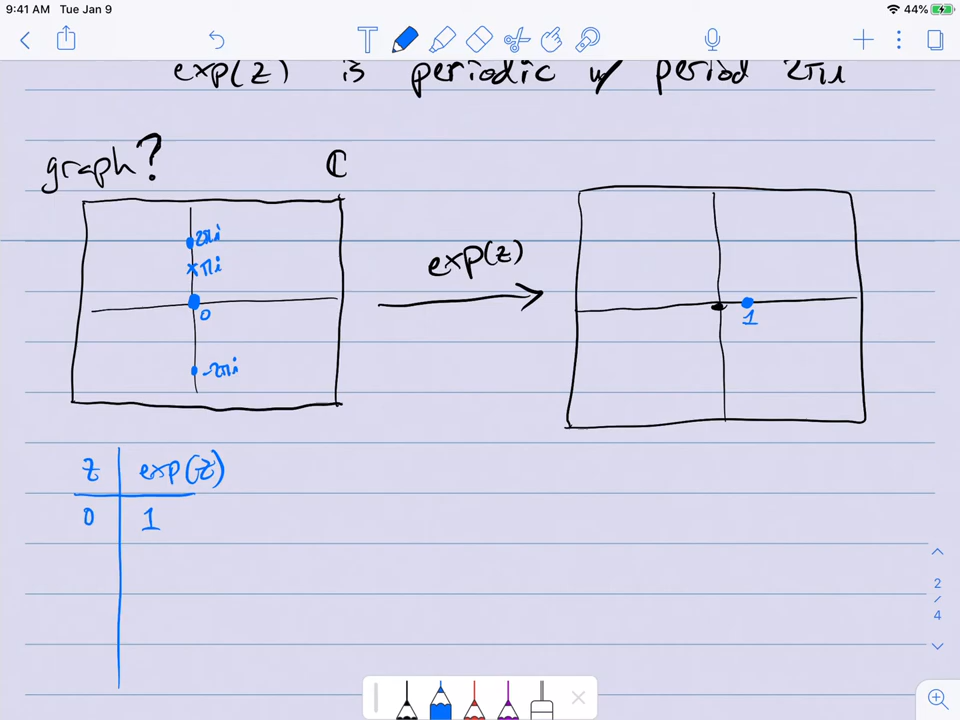 9:41 AM Tue Jan 9
44%
T
exp(z) is periodic w/ period 2πi
graph?
ℂ
2πi
πi
0
-2πi
exp(z)
1
z exp(z)
0 1
2
/
4